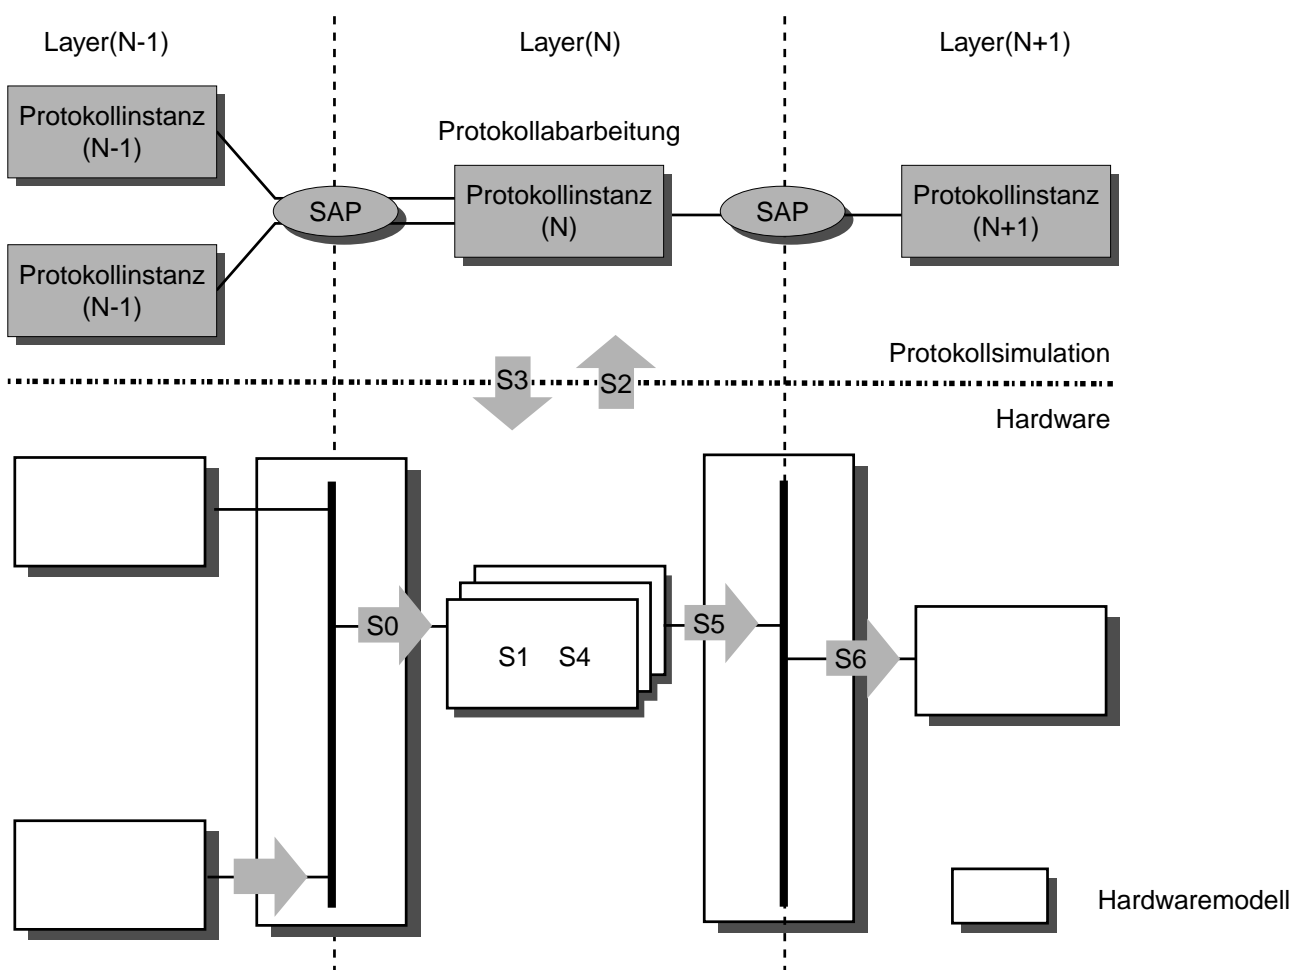 Layer(N-1)
Layer(N)
Layer(N+1)
Protokollinstanz
(N-1)
Protokollabarbeitung
SAP
Protokollinstanz
(N)
SAP
Protokollinstanz
(N+1)
Protokollinstanz
(N-1)
Protokollsimulation
S3
S2
Hardware
S0
S1 S4
S5
S6
Hardwaremodell